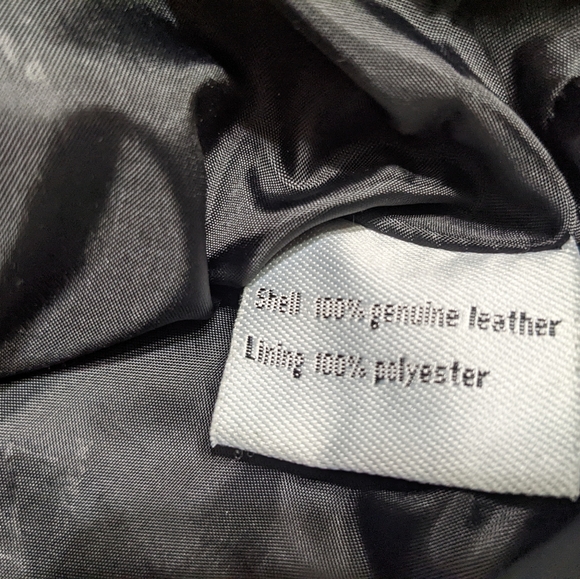 Shell 100% genuine leather
Lining 100% polyester